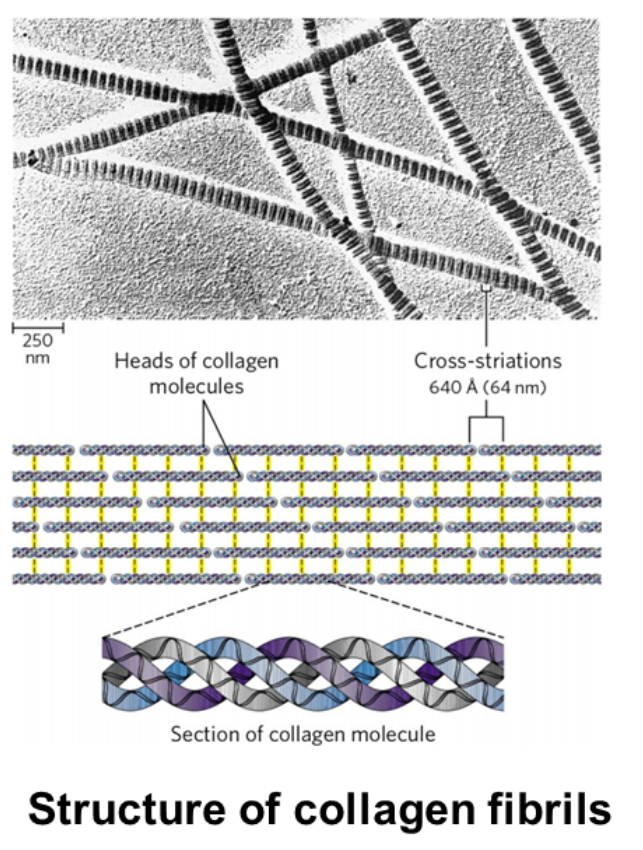 250
nm
Heads of collagen
molecules
Cross-striations
640 Å (64 nm)
Section of collagen molecule
Structure of collagen fibrils